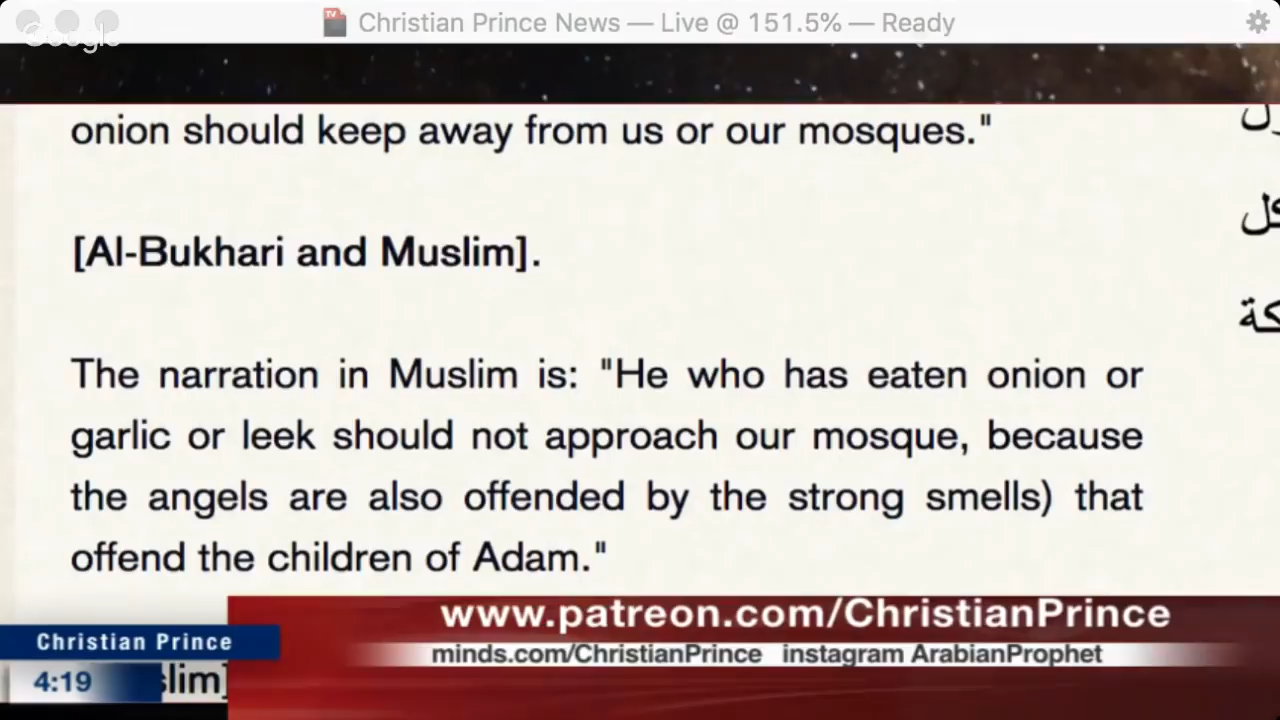 Christian Prince News — Live @ 151.5% — Ready
Google
onion should keep away from us or our mosques."
[Al-Bukhari and Muslim].
The narration in Muslim is: "He who has eaten onion or
garlic or leek should not approach our mosque, because
the angels are also offended by the strong smells) that
offend the children of Adam."
www.patreon.com/ChristianPrince
Christian Prince
minds.com/ChristianPrince instagram ArabianProphet
4:19
slim]